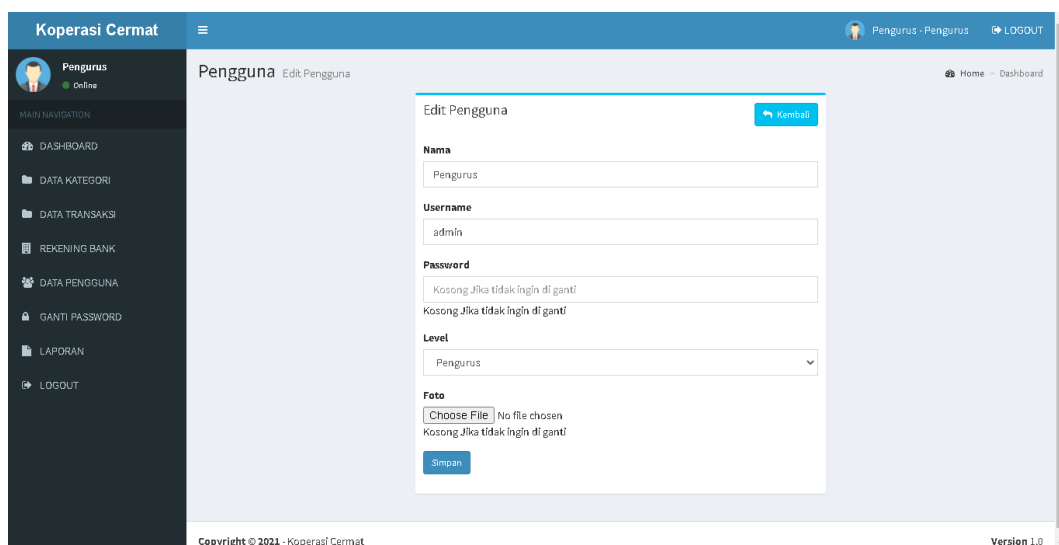 Koperasi Cermat
Pengurus - Pengurus LOGOUT
Pengurus
Online
MAIN NAVIGATION
DASHBOARD
DATA KATEGORI
DATA TRANSAKSI
REKENING BANK
DATA PENGGUNA
GANTI PASSWORD
LAPORAN
LOGOUT
Pengguna Edit Pengguna
Home > Dashboard
Edit Pengguna
Kembali
Nama
Pengurus
Username
admin
Password
Kosong Jika tidak ingin di ganti
Kosong Jika tidak ingin di ganti
Level
Pengurus
Foto
Choose File No file chosen
Kosong Jika tidak ingin di ganti
Simpan
Copyright © 2021 - Koperasi Cermat
Version 1.0